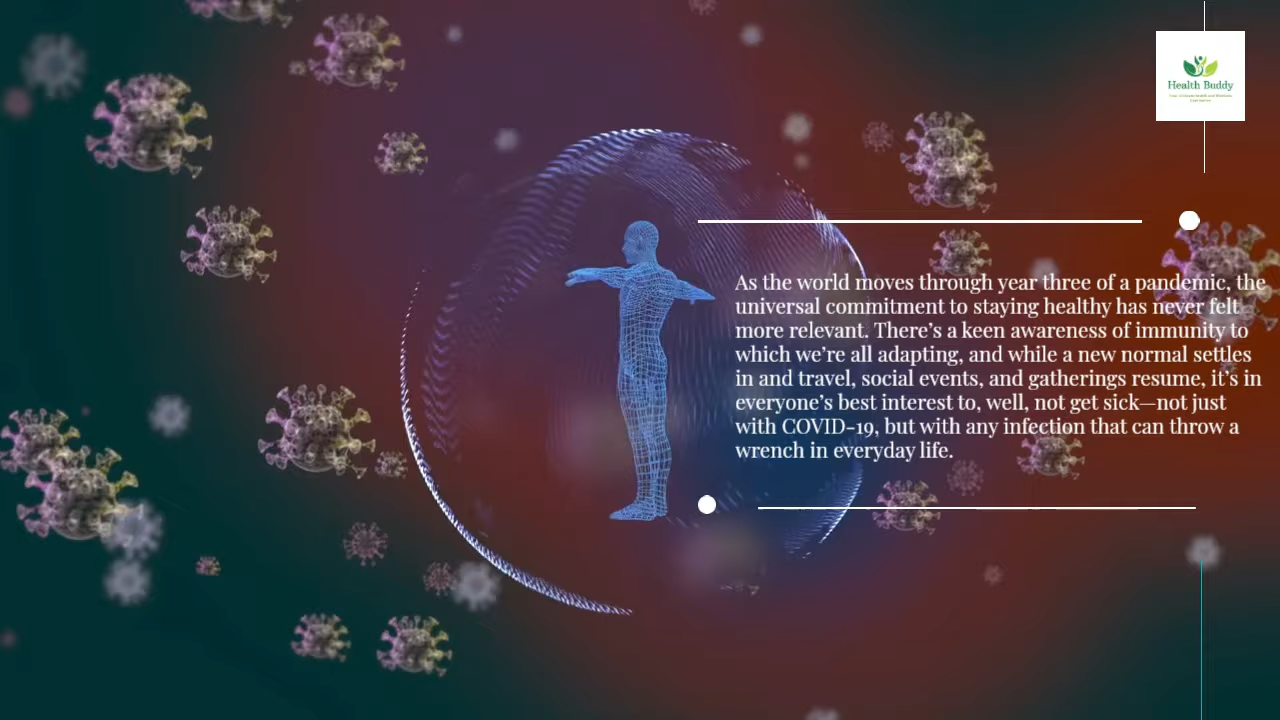 Health Buddy
As the world moves through year three of a pandemic, the
universal commitment to staying healthy has never felt
more relevant. There’s a keen awareness of immunity to
which we’re all adapting, and while a new normal settles
in and travel, social events, and gatherings resume, it’s in
everyone’s best interest to, well, not get sick—not just
with COVID-19, but with any infection that can throw a
wrench in everyday life.